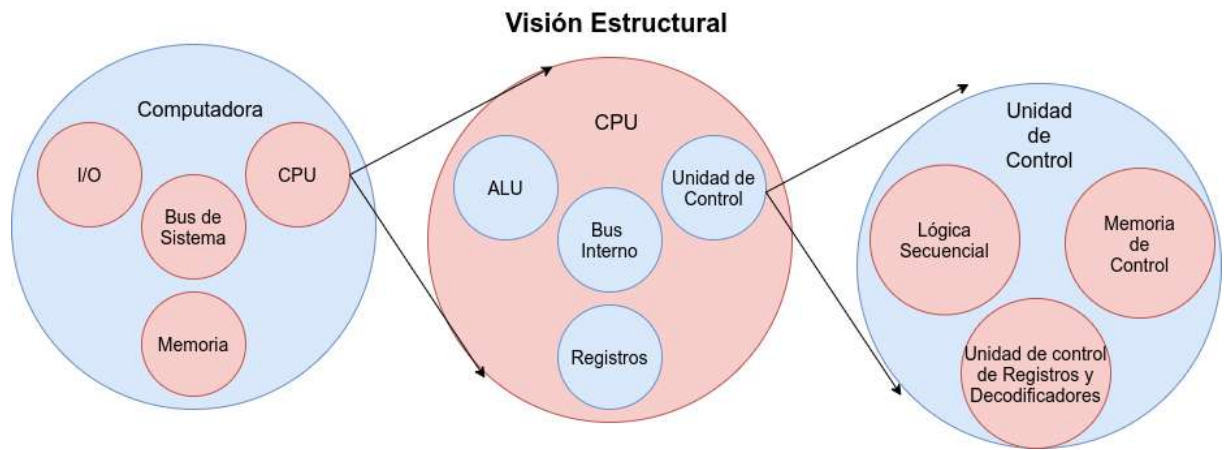 Visión Estructural
Computadora
I/O
CPU
Bus de
Sistema
Memoria
CPU
ALU
Unidad de
Control
Bus
Interno
Registros
Unidad
de
Control
Lógica
Secuencial
Memoria
de
Control
Unidad de control
de Registros y
Decodificadores